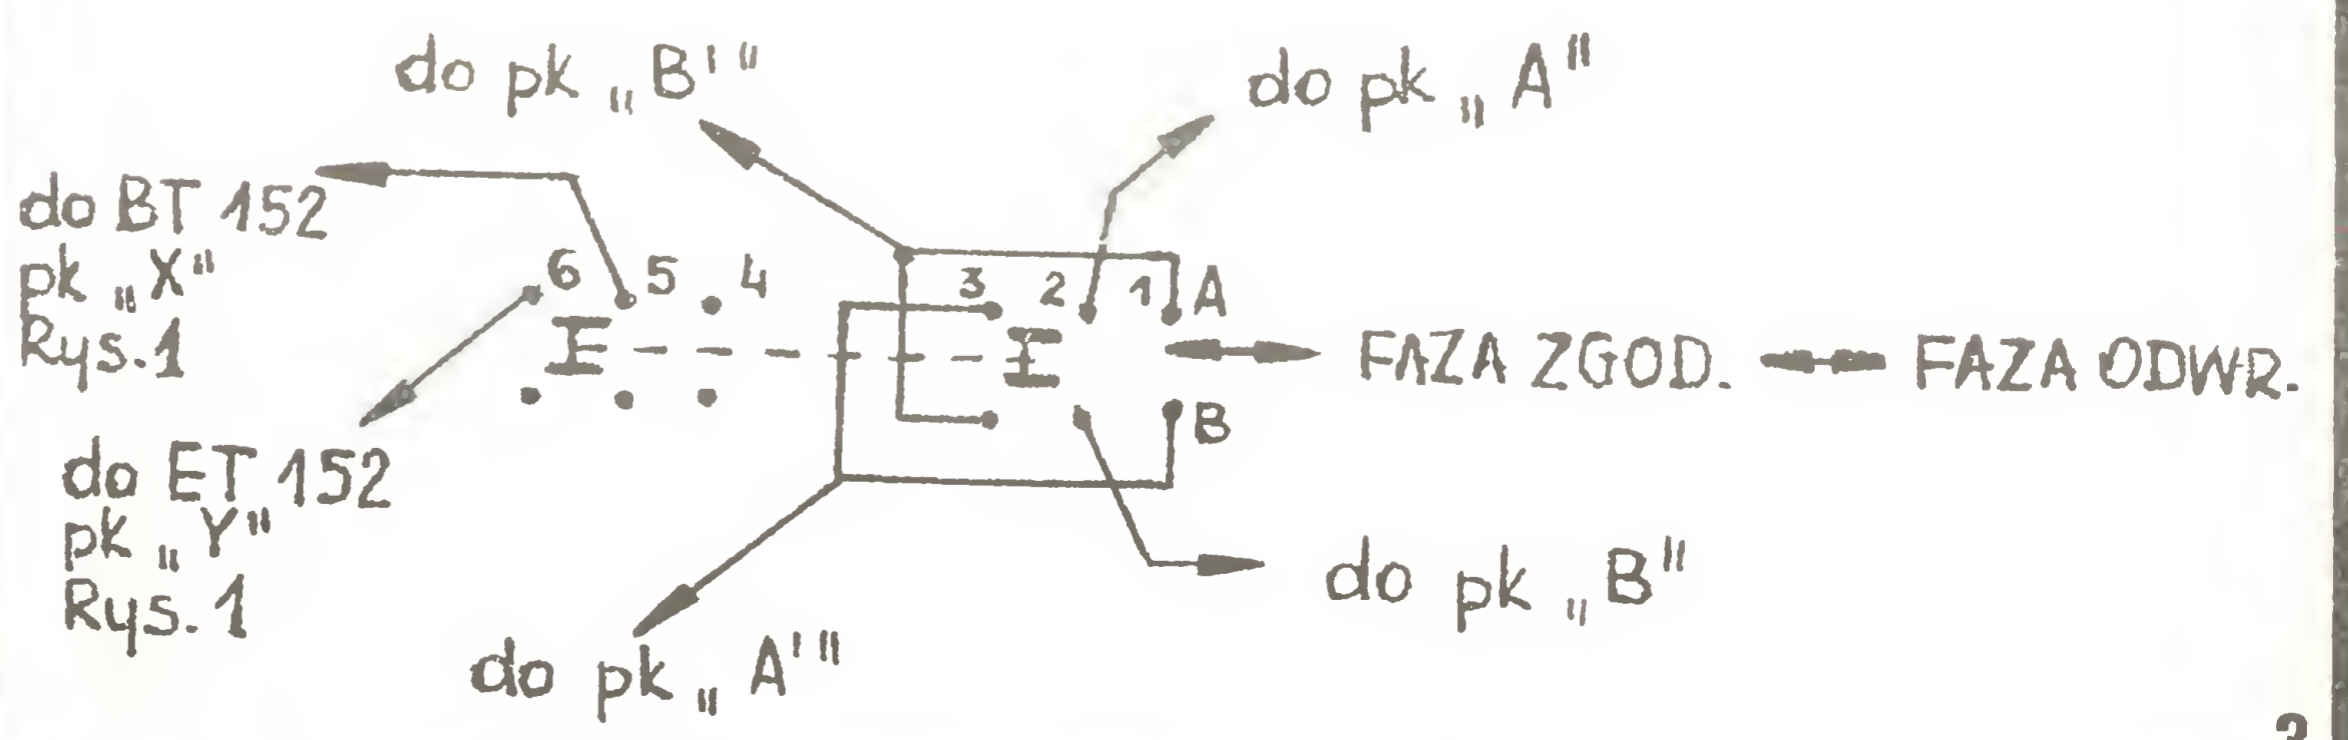 do pk „B'"
do pk „A"
do BT 152
pk „X"
Rys. 1
6 5 4
3 2 1 A
FAZA ZGOD. FAZA ODWR.
B
do ET 152
pk „Y"
Rys. 1
do pk „B"
do pk „A'"